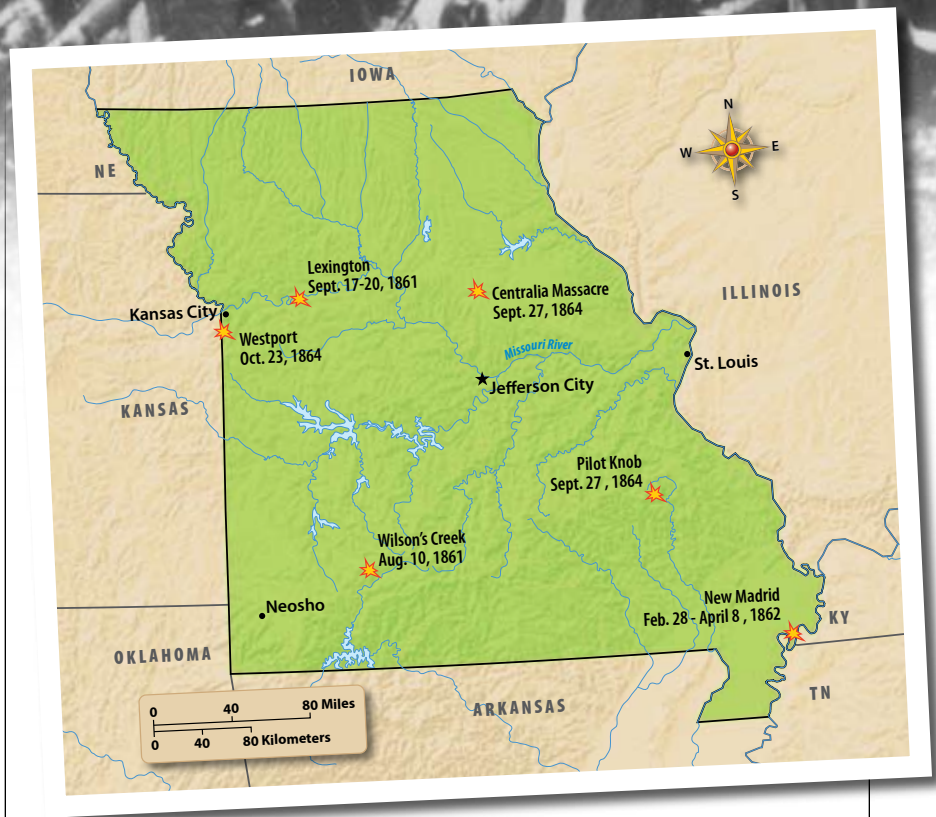 IOWA
N
W
E
S
NE
Lexington
Sept. 17-20, 1861
Centralia Massacre
Sept. 27, 1864
ILLINOIS
Kansas City
Westport
Oct. 23, 1864
Missouri River
St. Louis
Jefferson City
KANSAS
Pilot Knob
Sept. 27 , 1864
Wilson's Creek
Aug. 10, 1861
Neosho
New Madrid
Feb. 28 - April 8 , 1862
KY
OKLAHOMA
TN
ARKANSAS
0 40 80 Miles
0 40 80 Kilometers